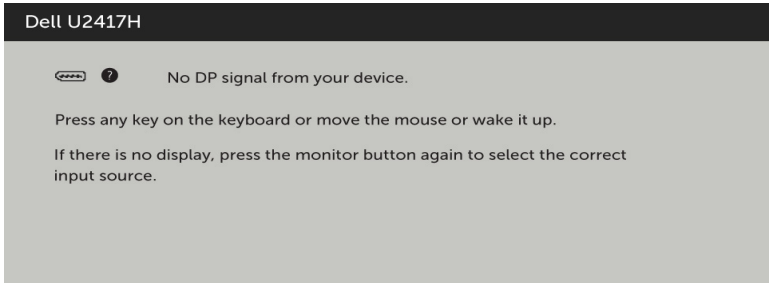 Dell U2417H
? No DP signal from your device.
Press any key on the keyboard or move the mouse or wake it up.
If there is no display, press the monitor button again to select the correct
input source.